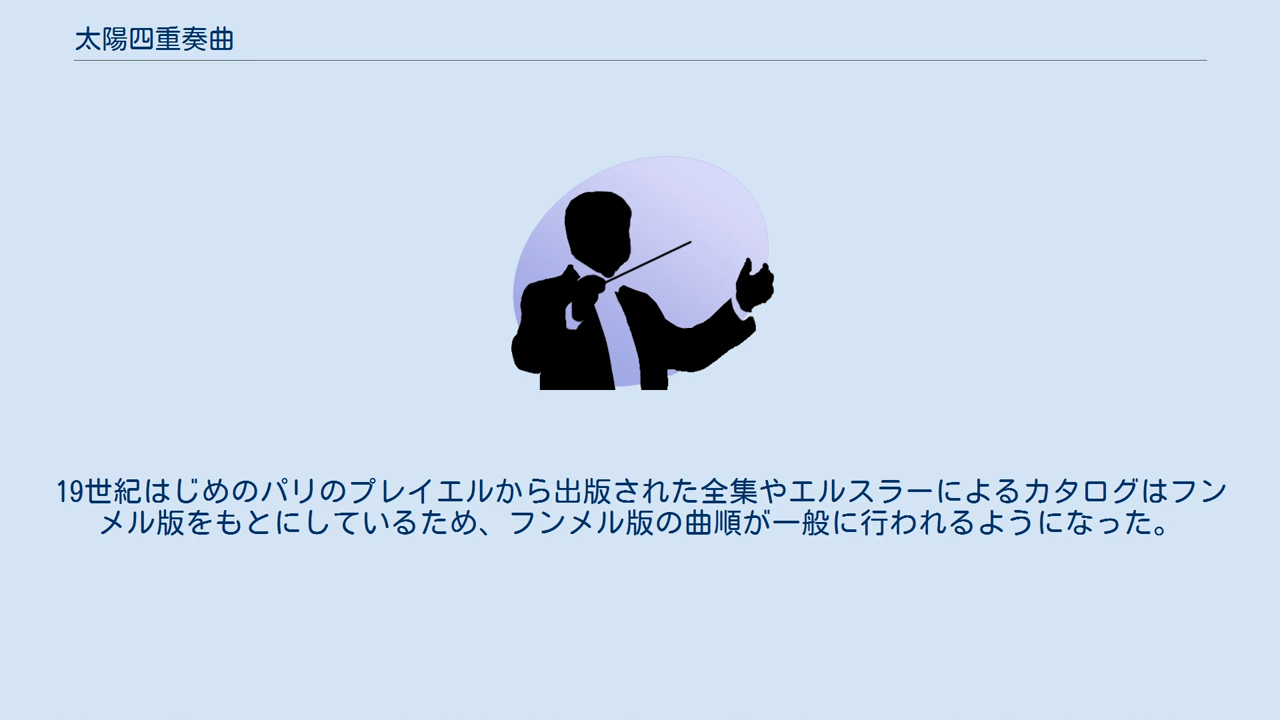 太陽四重奏曲
19世紀はじめのパリのプレイエルから出版された全集やエルスラーによるカタログはフン
メル版をもとにしているため、フンメル版の曲順が一般に行われるようになった。